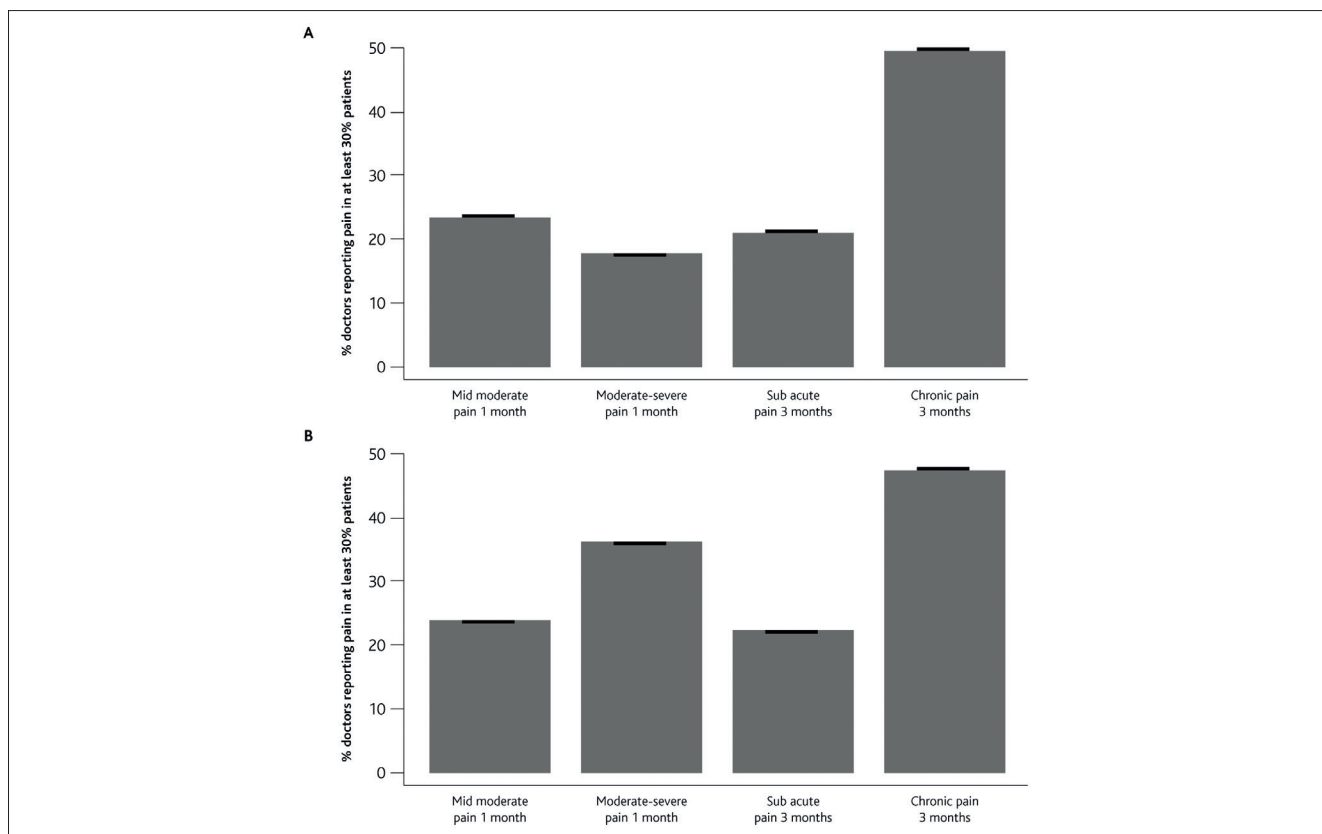 A
% doctors reporting pain in at least 30% patients
50
40
30
20
10
0
Mid moderate
pain 1 month
Moderate-severe
pain 1 month
Sub acute
pain 3 months
Chronic pain
3 months
B
% doctors reporting pain in at least 30% patients
50
40
30
20
10
0
Mid moderate
pain 1 month
Moderate-severe
pain 1 month
Sub acute
pain 3 months
Chronic pain
3 months